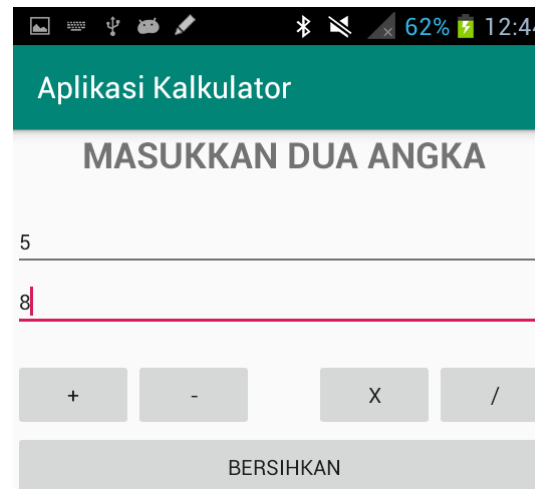 62% 12:44
Aplikasi Kalkulator
MASUKKAN DUA ANGKA
5
8
+ - X /
BERSIHKAN